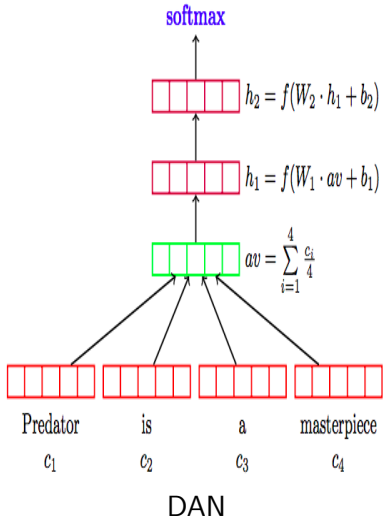 softmax
h₂ = f(W₂ · h₁ + b₂)
h₁ = f(W₁ · av + b₁)
av = ∑_{i=1}^{4} c_i/4
Predator is a masterpiece
c₁ c₂ c₃ c₄
DAN